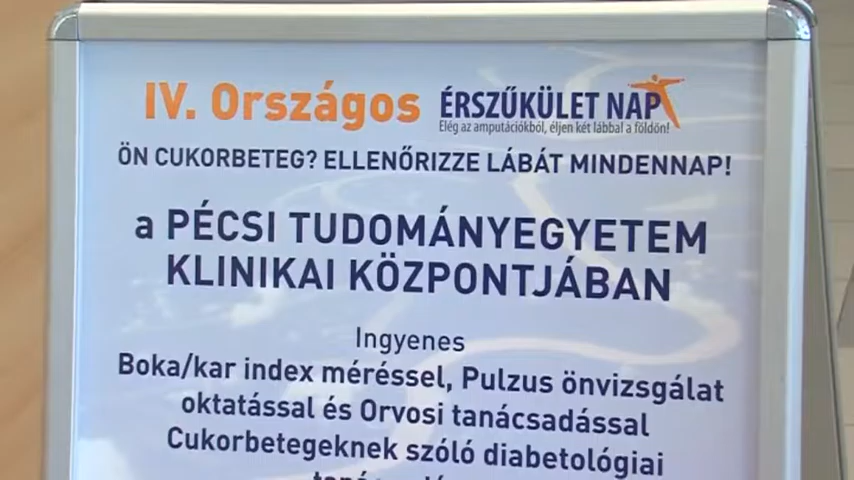 IV. Országos ÉRSZŰKÜLET NAP
Elég az amputációkból, éljen két lábbal a földön!
ÖN CUKORBETEG? ELLENŐRIZZE LÁBÁT MINDENNAP!
a PÉCSI TUDOMÁNYEGYETEM
KLINIKAI KÖZPONTJÁBAN
Ingyenes
Boka/kar index méréssel, Pulzus önvizsgálat
oktatással és Orvosi tanácsadással
Cukorbetegeknek szóló diabetológiai